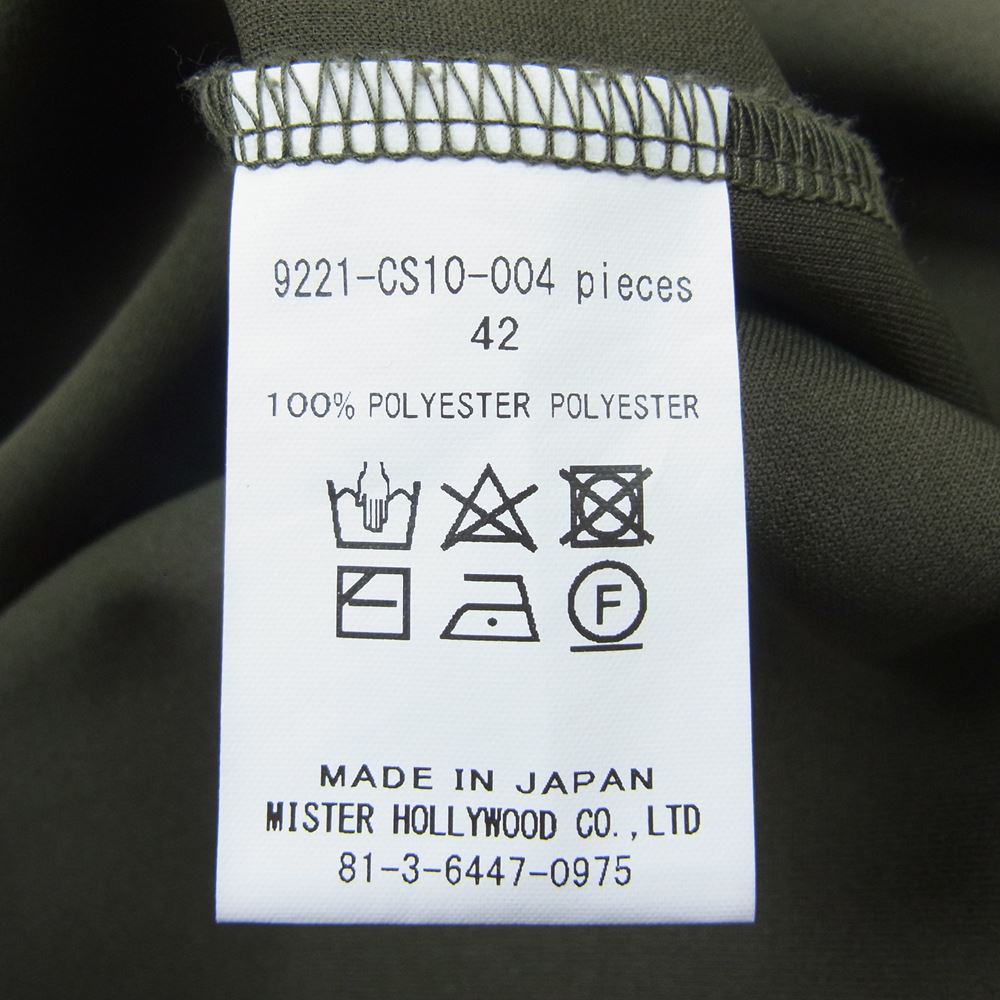 9221-CS10-004 pieces
42
100% POLYESTER POLYESTER
F
MADE IN JAPAN
MISTER HOLLYWOOD CO.,LTD
81-3-6447-0975